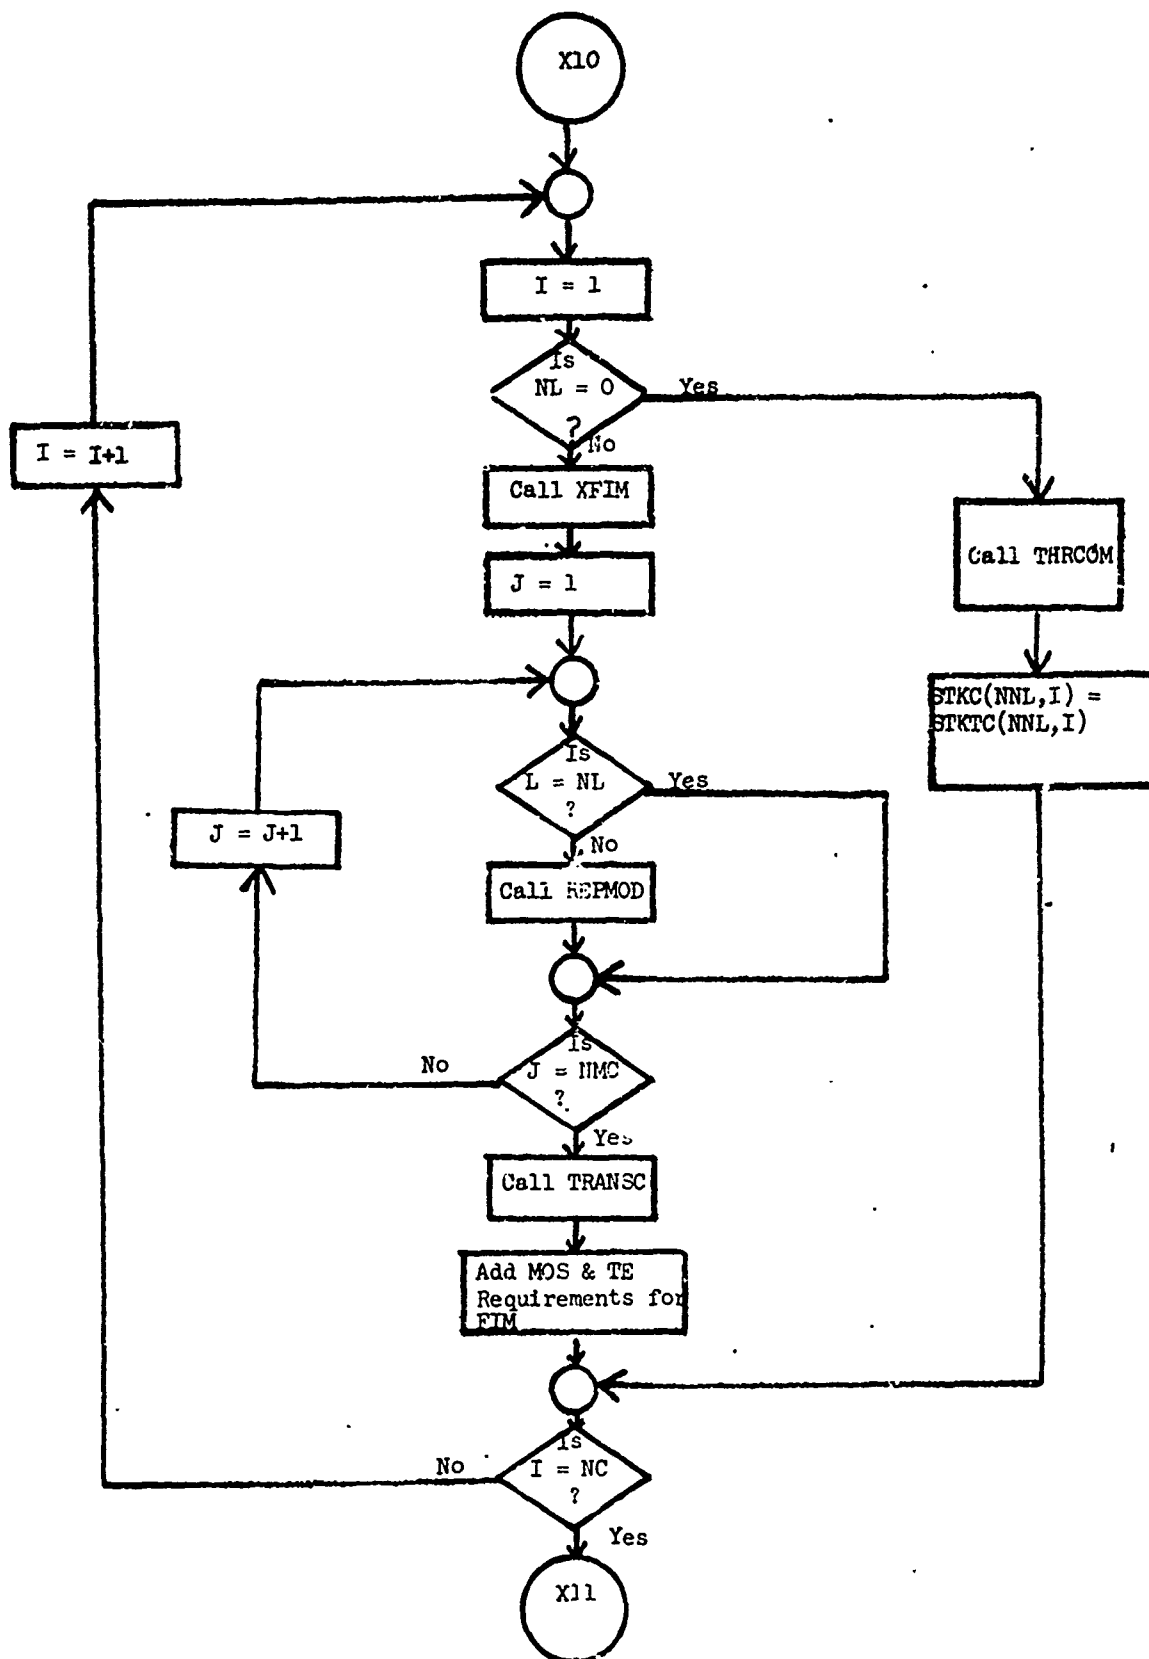 X10
I = 1
Is
NL = 0
?
Yes
No
I = I+1
Call XFIM
Call THRCOM
J = 1
STKC(NNL,I) =
STKTC(NNL,I)
Is
L = NL
?
Yes
No
J = J+1
Call REPMOD
Is
J = NMC
?
No
Yes
Call TRANSC
Add MOS & TE
Requirements for
FIM
Is
I = NC
?
No
Yes
X11